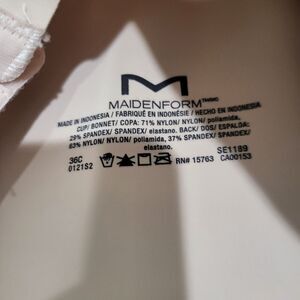 M
MAIDENFORM
MADE IN INDONESIA / FABRIQUÉ EN INDONÉSIE / HECHO EN INDONESIA
CUP/ BONNET/ COPA: 71% NYLON/ NYLON/ poliamida,
29% SPANDEX/ SPANDEX/ elastano. BACK/ DOS/ ESPALDA:
63% NYLON/ NYLON/ poliamida, 37% SPANDEX/ SPANDEX/
elastano.
SE1189
36C RN# 15763 CA00153
0121S2